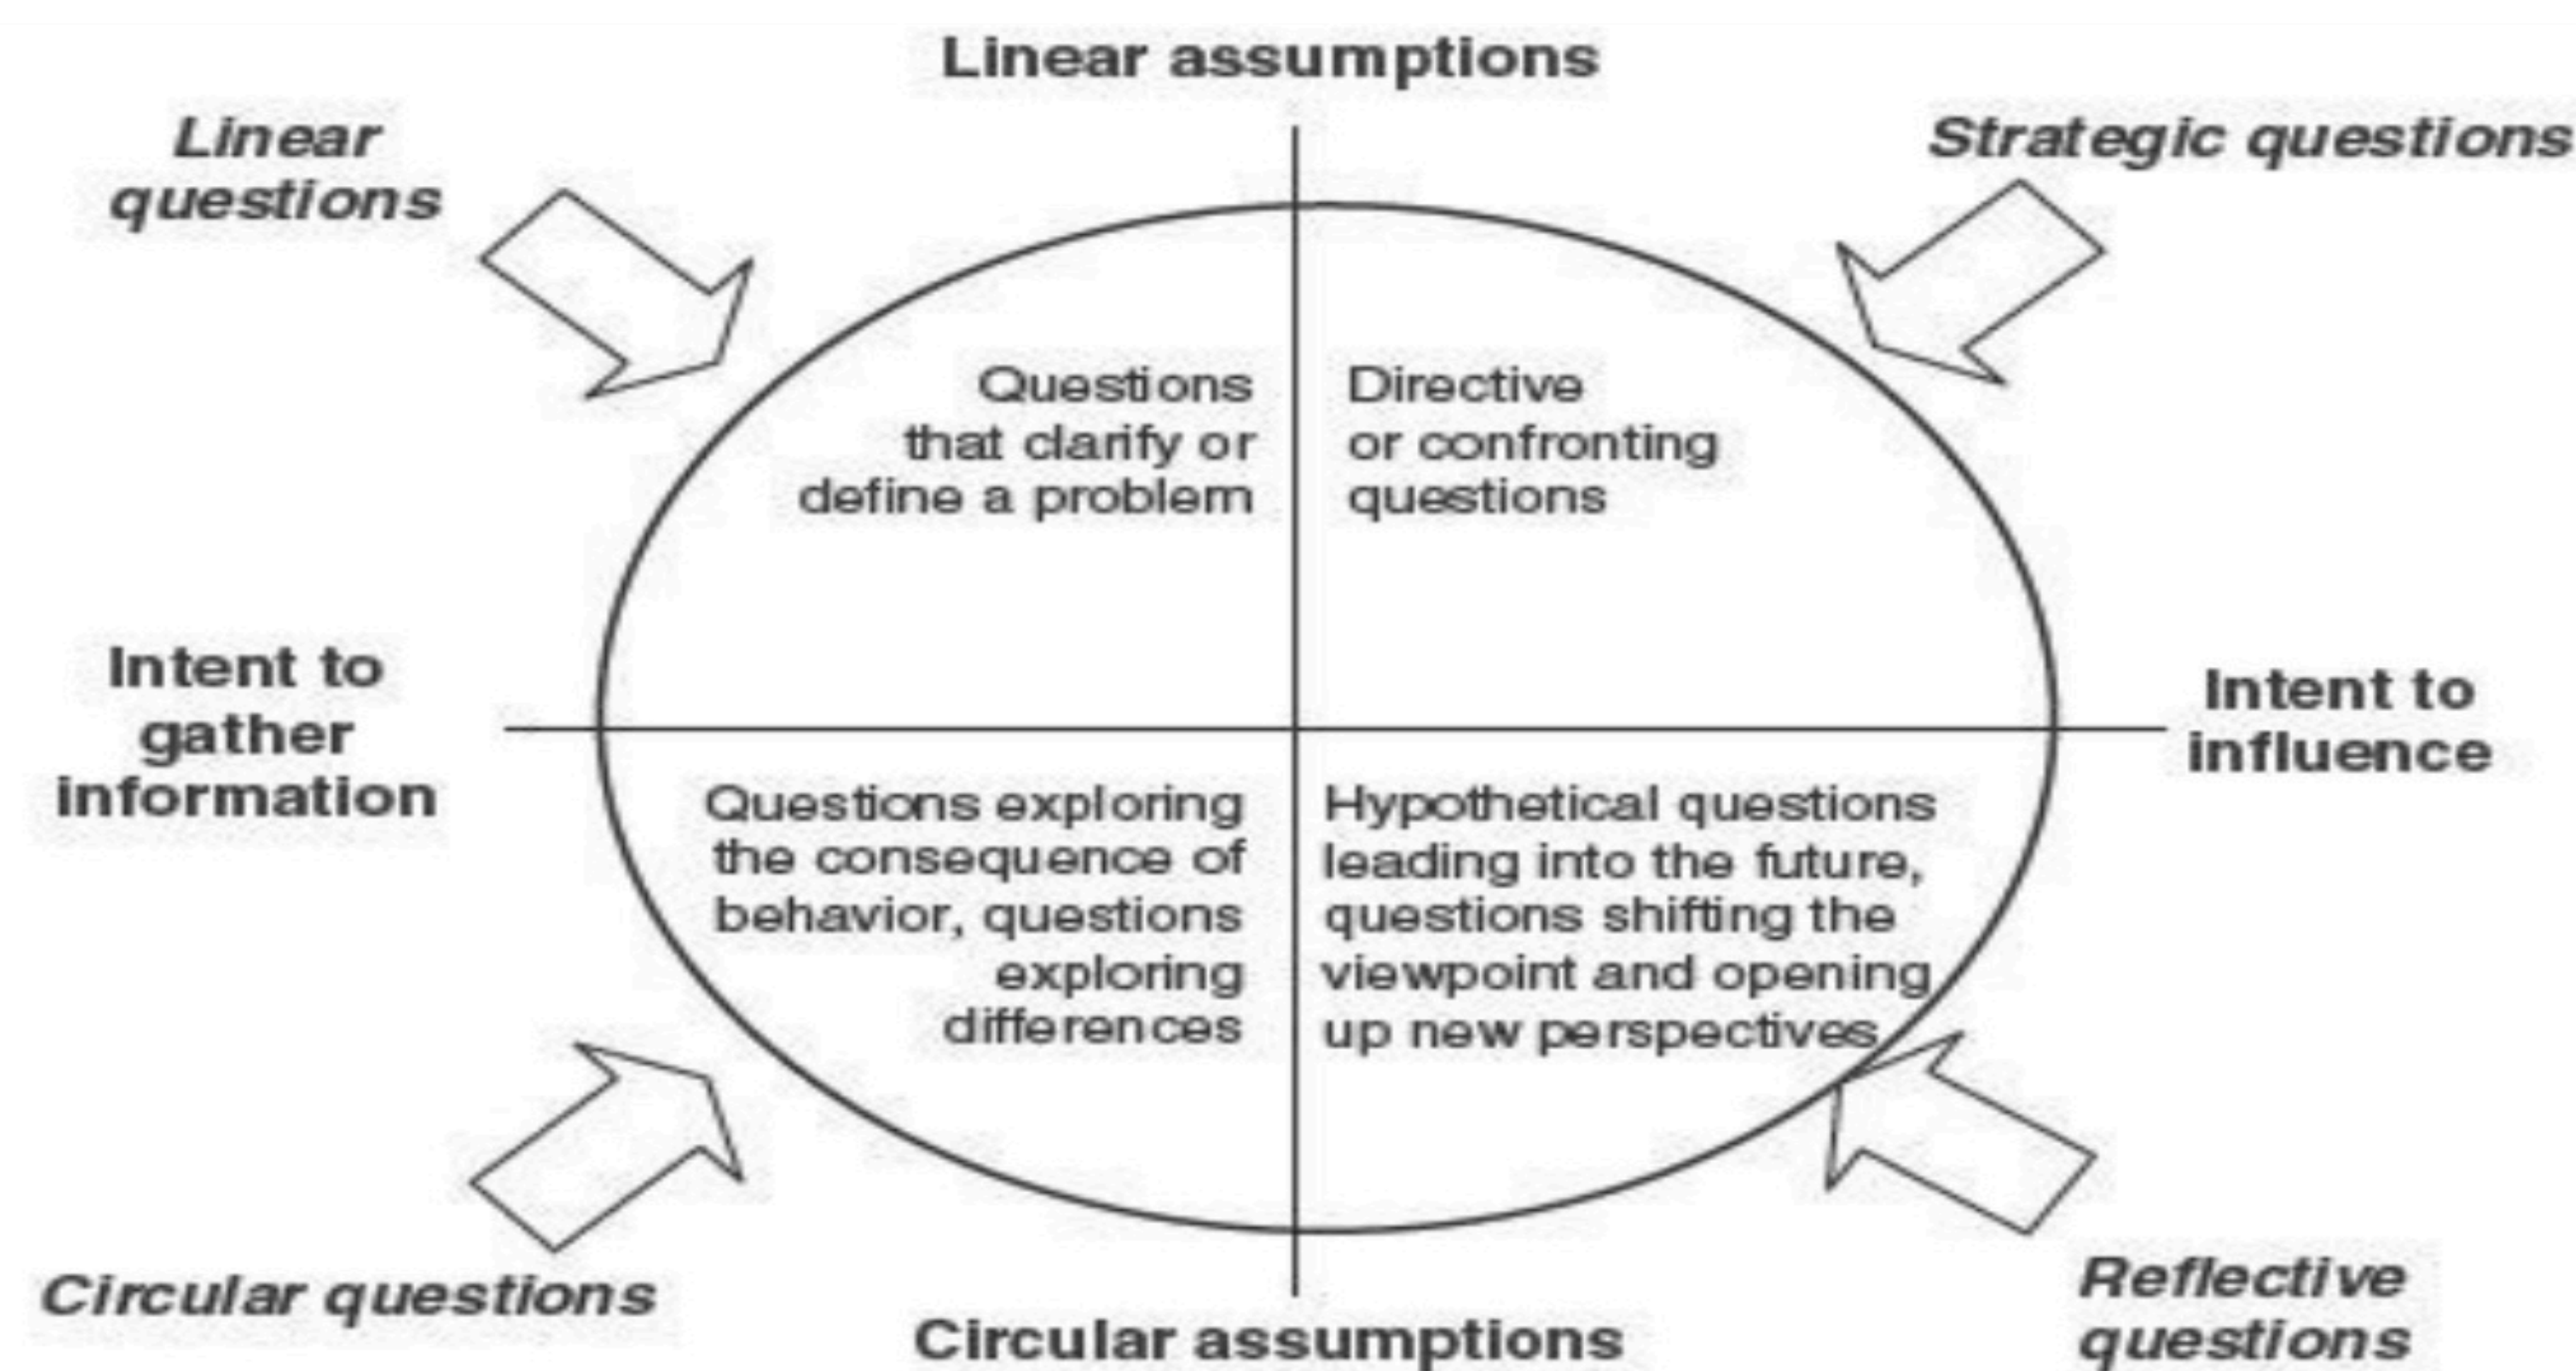 Linear assumptions
Linear
questions
Strategic questions
Questions
that clarify or
define a problem
Directive
or confronting
questions
Intent to
gather
information
Intent to
influence
Questions exploring
the consequence of
behavior, questions
exploring
differences
Hypothetical questions
leading into the future,
questions shifting the
viewpoint and opening
up new perspectives
Circular questions
Reflective
questions
Circular assumptions